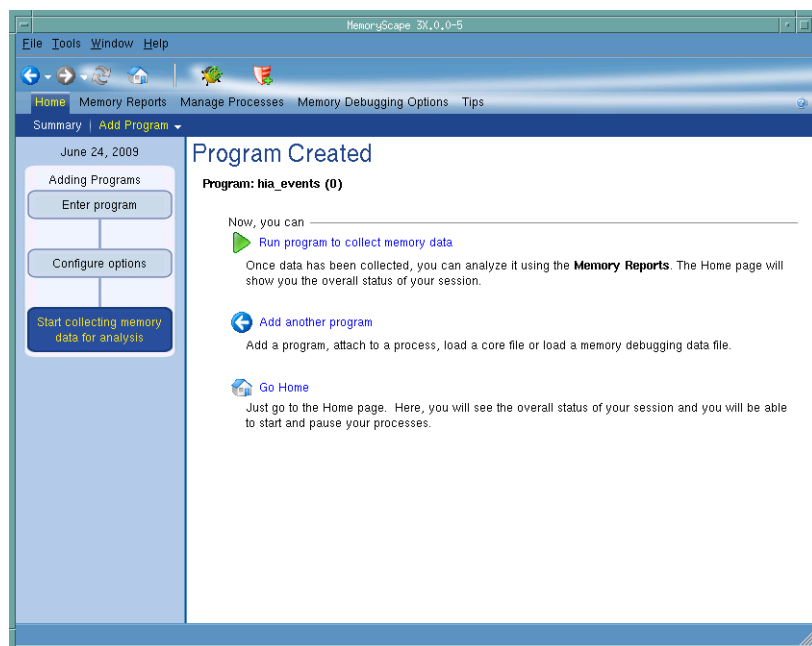 MemoryScape 3X.0.0-5
File Tools Window Help
Home Memory Reports Manage Processes Memory Debugging Options Tips
Summary | Add Program
June 24, 2009
Adding Programs
Enter program
Configure options
Start collecting memory
data for analysis
Program Created
Program: hia_events (0)
Now, you can
Run program to collect memory data
Once data has been collected, you can analyze it using the Memory Reports. The Home page will
show you the overall status of your session.
Add another program
Add a program, attach to a process, load a core file or load a memory debugging data file.
Go Home
Just go to the Home page. Here, you will see the overall status of your session and you will be able
to start and pause your processes.